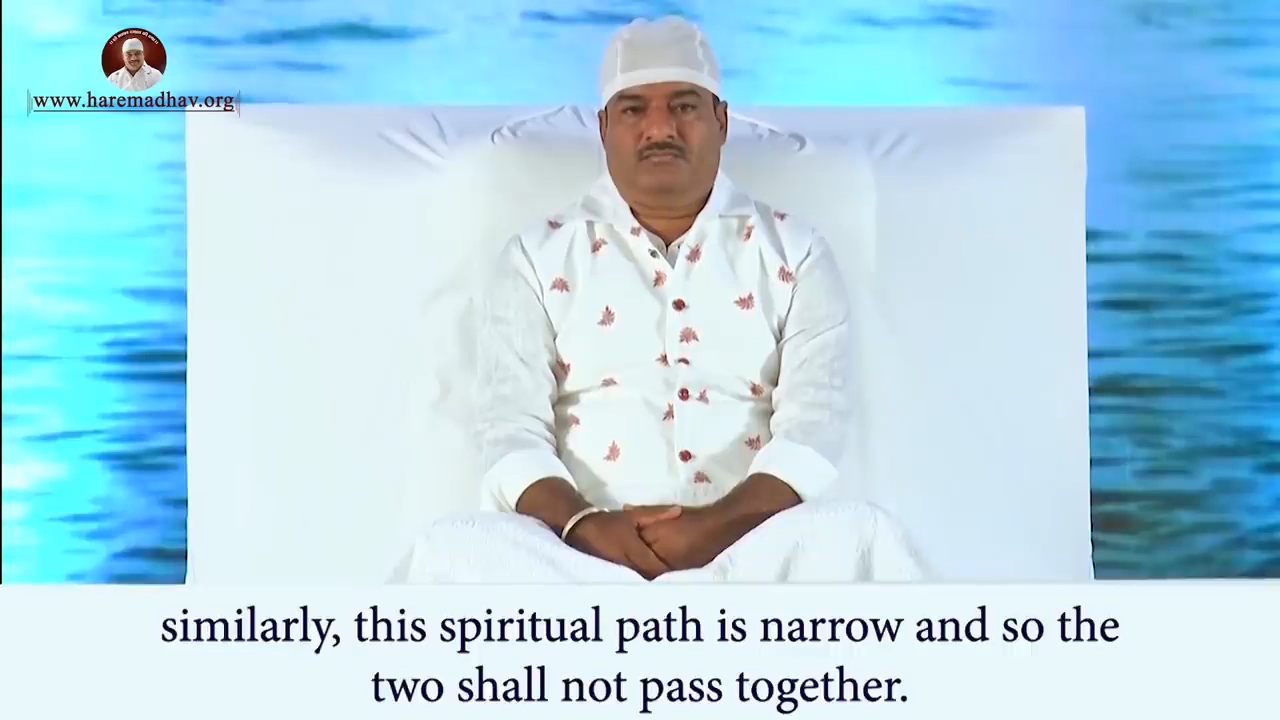 www.haremadhav.org
similarly, this spiritual path is narrow and so the
two shall not pass together.